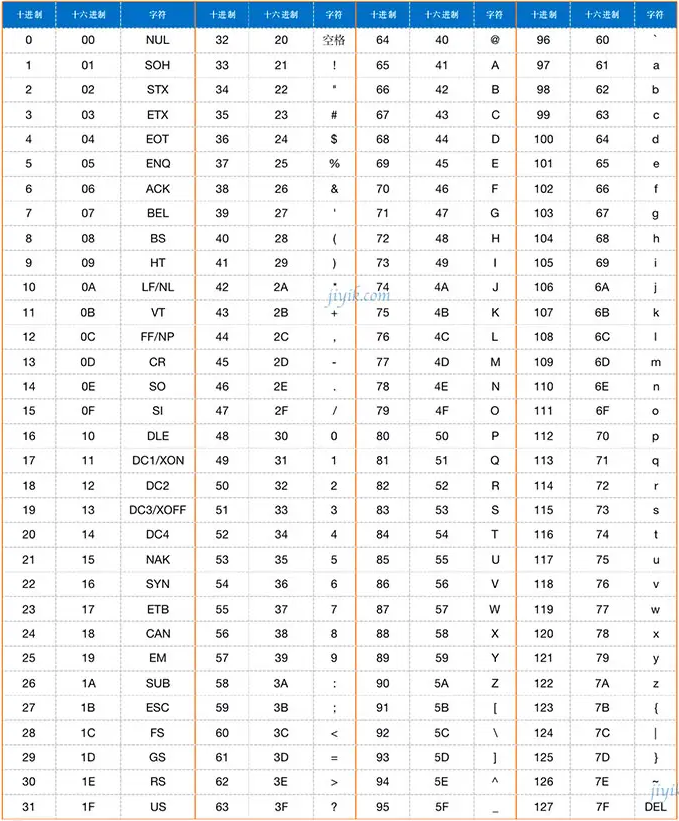 十进制 十六进制 字符 十进制 十六进制 字符 十进制 十六进制 字符 十进制 十六进制 字符
0 00 NUL 32 20 空格 64 40 @ 96 60 `
1 01 SOH 33 21 ! 65 41 A 97 61 a
2 02 STX 34 22 " 66 42 B 98 62 b
3 03 ETX 35 23 # 67 43 C 99 63 c
4 04 EOT 36 24 $ 68 44 D 100 64 d
5 05 ENQ 37 25 % 69 45 E 101 65 e
6 06 ACK 38 26 & 70 46 F 102 66 f
7 07 BEL 39 27 ' 71 47 G 103 67 g
8 08 BS 40 28 ( 72 48 H 104 68 h
9 09 HT 41 29 ) 73 49 I 105 69 i
10 0A LF/NL 42 2A * 74 4A J 106 6A j
jiyik.com
11 0B VT 43 2B + 75 4B K 107 6B k
12 0C FF/NP 44 2C , 76 4C L 108 6C l
13 0D CR 45 2D - 77 4D M 109 6D m
14 0E SO 46 2E . 78 4E N 110 6E n
15 0F SI 47 2F / 79 4F O 111 6F o
16 10 DLE 48 30 0 80 50 P 112 70 p
17 11 DC1/XON 49 31 1 81 51 Q 113 71 q
18 12 DC2 50 32 2 82 52 R 114 72 r
19 13 DC3/XOFF 51 33 3 83 53 S 115 73 s
20 14 DC4 52 34 4 84 54 T 116 74 t
21 15 NAK 53 35 5 85 55 U 117 75 u
22 16 SYN 54 36 6 86 56 V 118 76 v
23 17 ETB 55 37 7 87 57 W 119 77 w
24 18 CAN 56 38 8 88 58 X 120 78 x
25 19 EM 57 39 9 89 59 Y 121 79 y
26 1A SUB 58 3A : 90 5A Z 122 7A z
27 1B ESC 59 3B ; 91 5B [ 123 7B {
28 1C FS 60 3C < 92 5C \ 124 7C |
29 1D GS 61 3D = 93 5D ] 125 7D }
30 1E RS 62 3E > 94 5E ^ 126 7E ~
jiyik
31 1F US 63 3F ? 95 5F _ 127 7F DEL